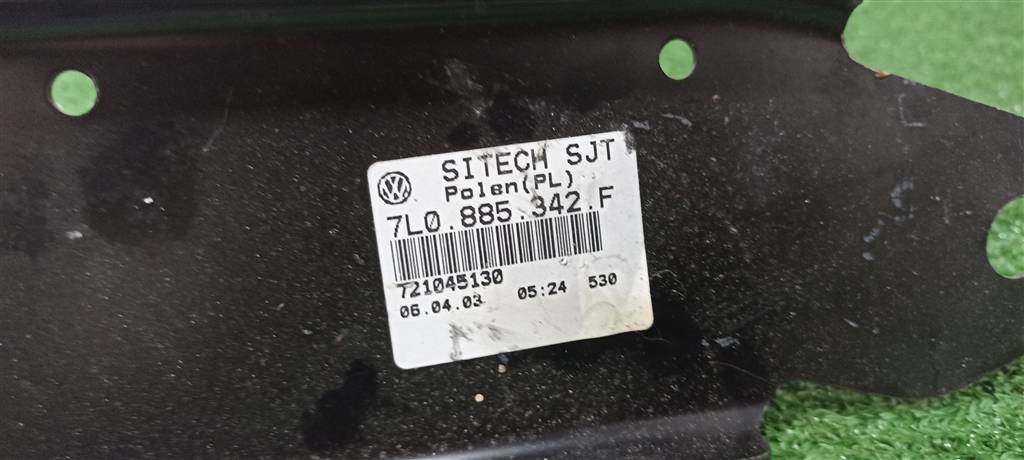 SITECH SJT
Polen(PL)
7L0.885.342.F
721045130
06.04.03 05:24 530